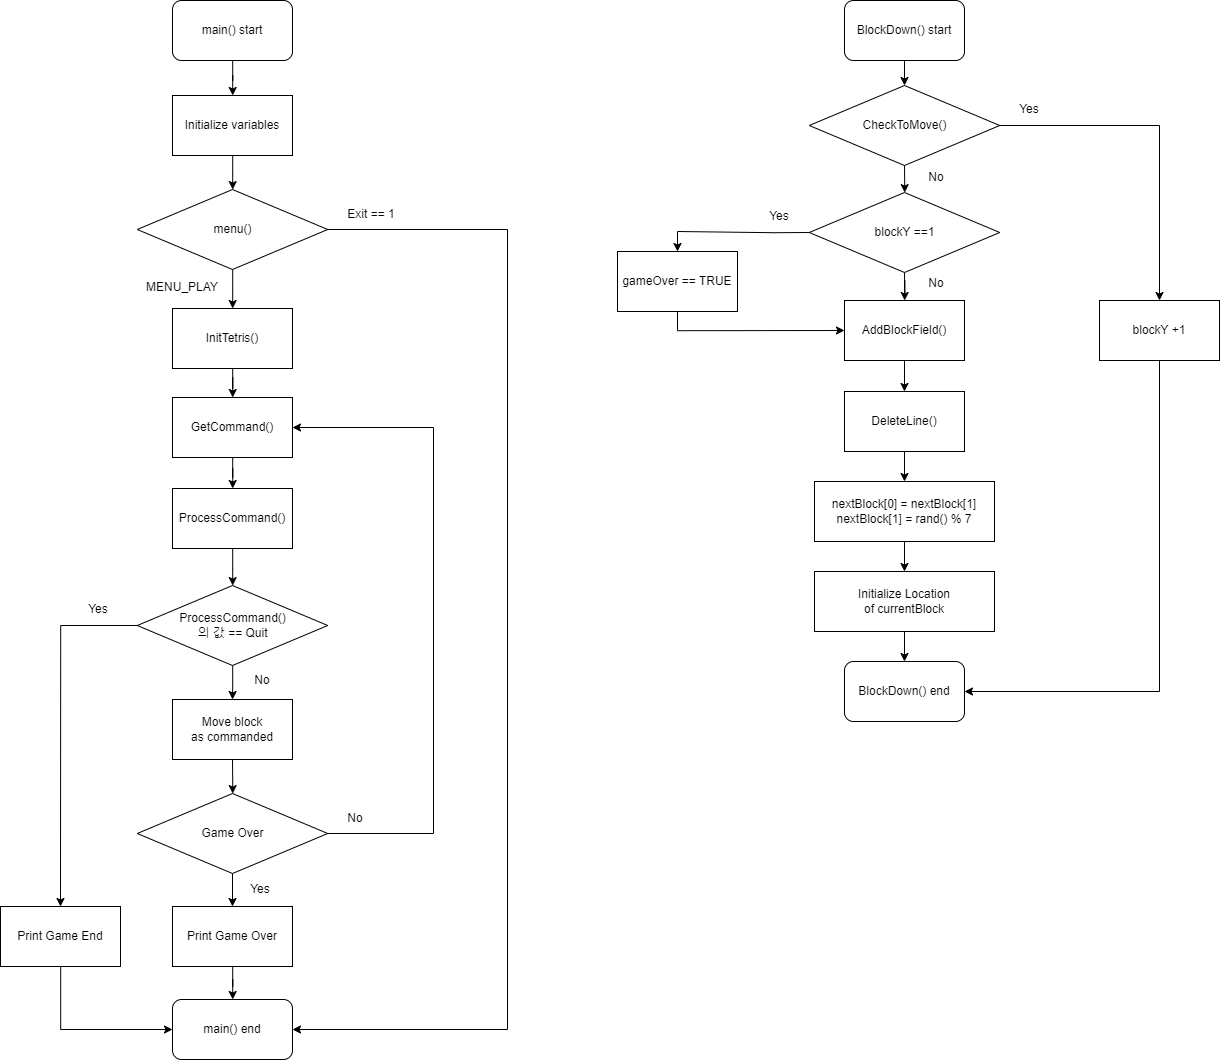 main() start
Initialize variables
menu()
Exit == 1
MENU_PLAY
InitTetris()
GetCommand()
ProcessCommand()
Yes
ProcessCommand()
의 값 == Quit
No
Move block
as commanded
Game Over
No
Yes
Print Game End
Print Game Over
main() end
BlockDown() start
CheckToMove()
Yes
No
Yes
blockY ==1
gameOver == TRUE
No
AddBlockField()
blockY +1
DeleteLine()
nextBlock[0] = nextBlock[1]
nextBlock[1] = rand() % 7
Initialize Location
of currentBlock
BlockDown() end